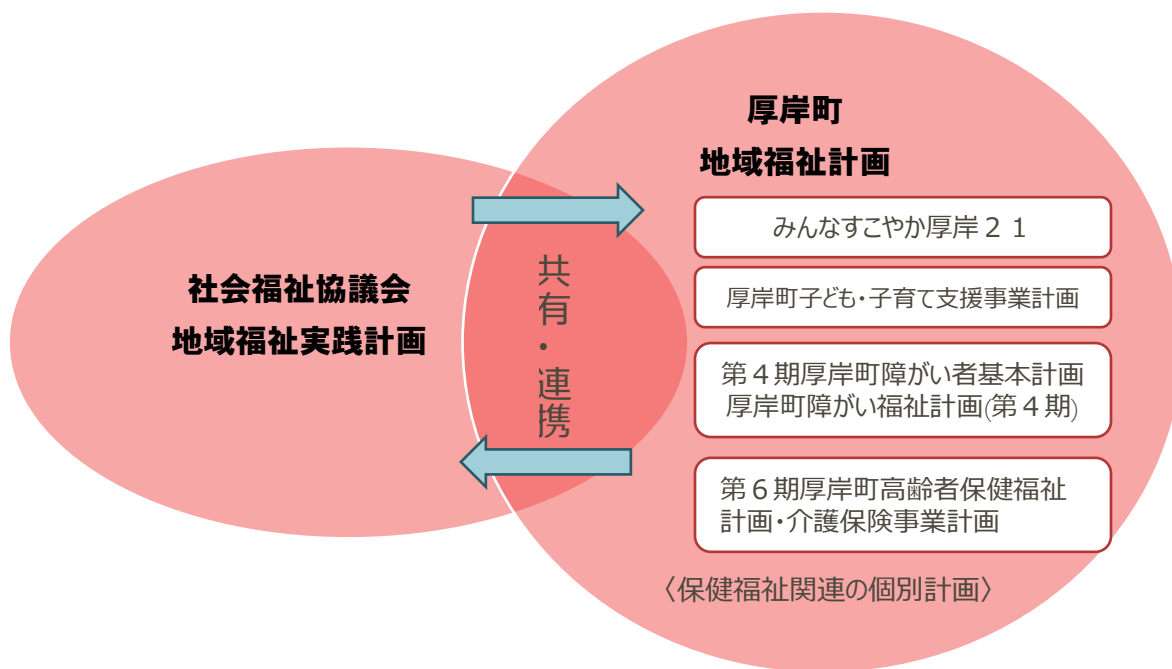 社会福祉協議会
地域福祉実践計画
共有・連携
厚岸町
地域福祉計画
みんなすこやか厚岸２１
厚岸町子ども・子育て支援事業計画
第４期厚岸町障がい者基本計画
厚岸町障がい福祉計画(第４期)
第６期厚岸町高齢者保健福祉
計画・介護保険事業計画
〈保健福祉関連の個別計画〉